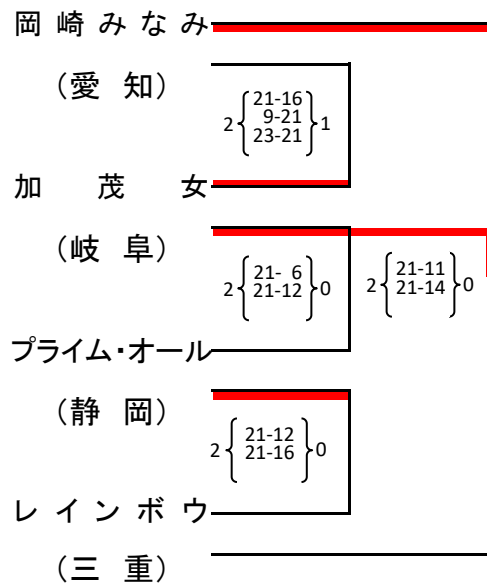 岡崎みなみ
（愛 知）
2 { 21-16 9-21 23-21 } 1
加 茂 女
（岐 阜）
2 { 21- 6 21-12 } 0
2 { 21-11 21-14 } 0
プライム・オール
（静 岡）
2 { 21-12 21-16 } 0
レインボウ
（三 重）